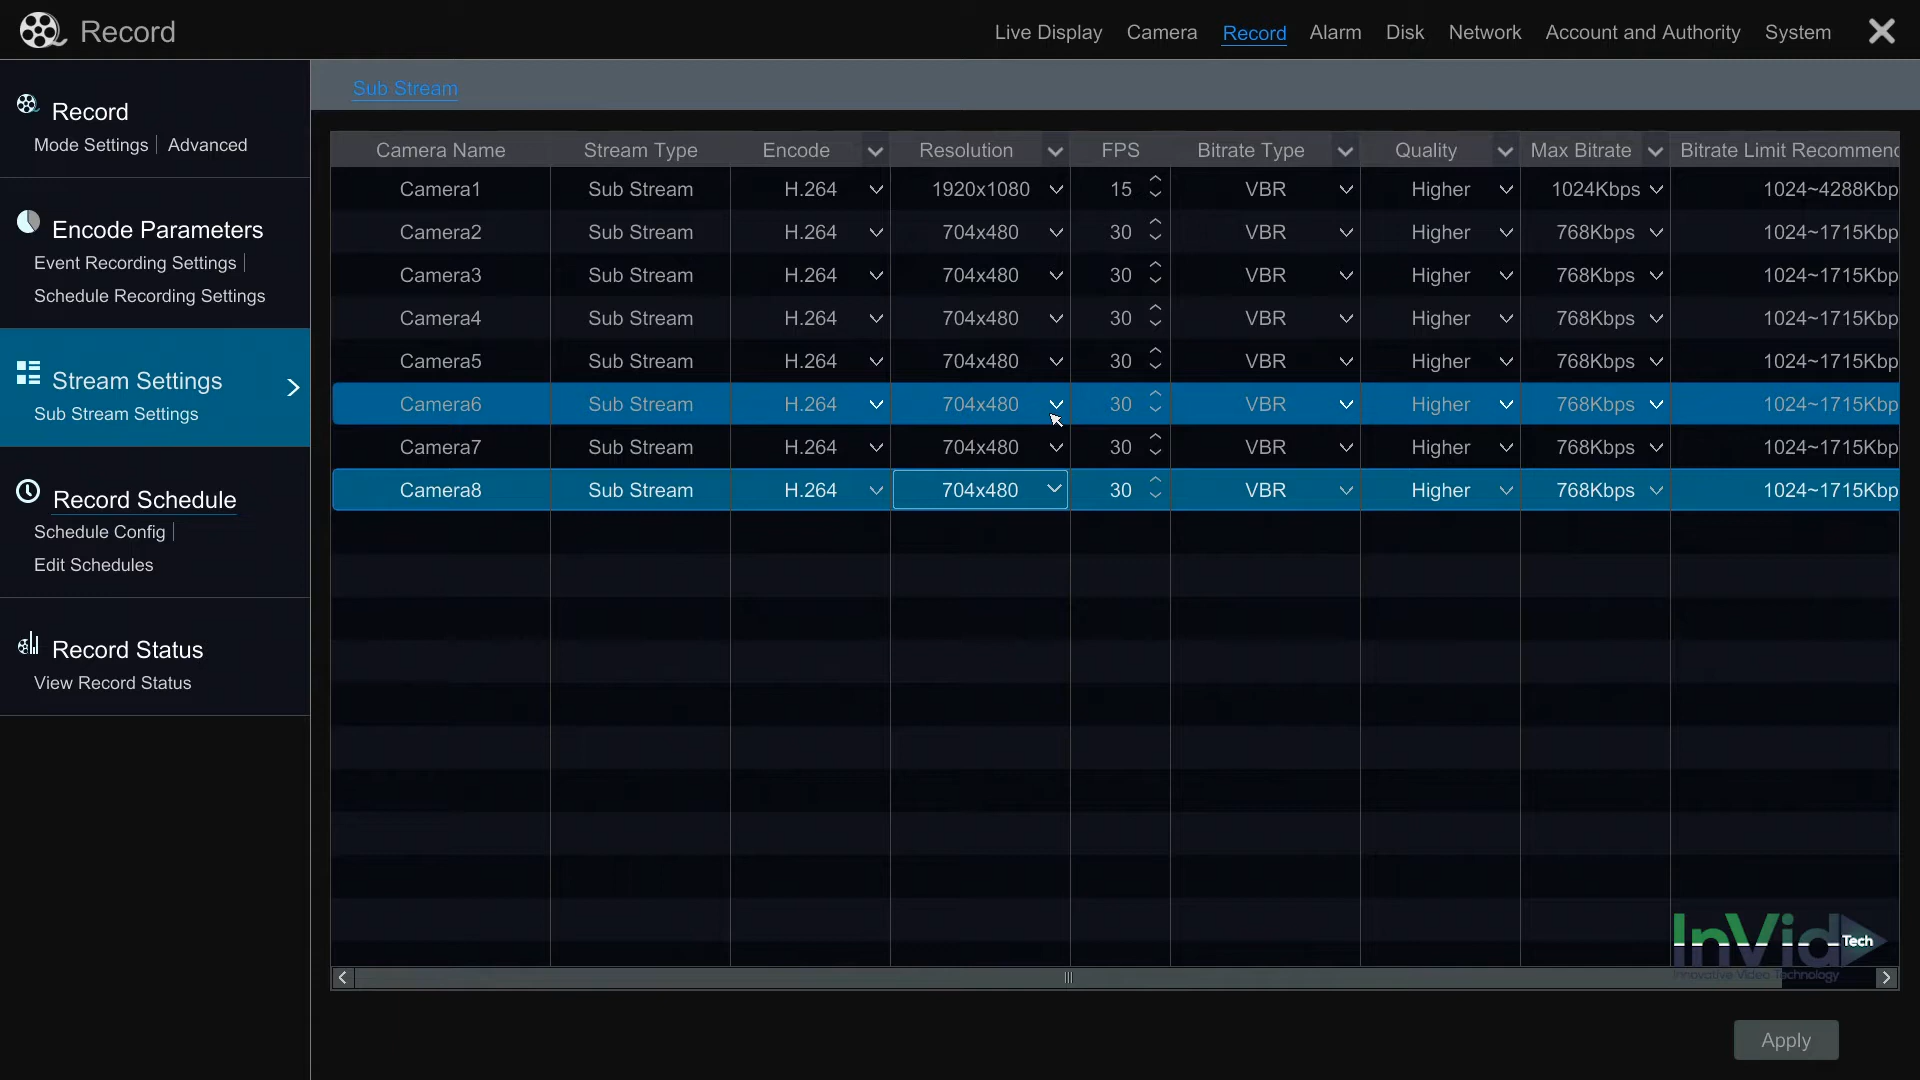 Record
Live Display Camera Record Alarm Disk Network Account and Authority System
Record
Mode Settings | Advanced
Encode Parameters
Event Recording Settings |
Schedule Recording Settings
Stream Settings
Sub Stream Settings
Record Schedule
Schedule Config |
Edit Schedules
Record Status
View Record Status
Sub Stream
Camera Name Stream Type Encode Resolution FPS Bitrate Type Quality Max Bitrate Bitrate Limit Recommenc
Camera1 Sub Stream H.264 1920x1080 15 VBR Higher 1024Kbps 1024~4288Kbp
Camera2 Sub Stream H.264 704x480 30 VBR Higher 768Kbps 1024~1715Kbp
Camera3 Sub Stream H.264 704x480 30 VBR Higher 768Kbps 1024~1715Kbp
Camera4 Sub Stream H.264 704x480 30 VBR Higher 768Kbps 1024~1715Kbp
Camera5 Sub Stream H.264 704x480 30 VBR Higher 768Kbps 1024~1715Kbp
Camera6 Sub Stream H.264 704x480 30 VBR Higher 768Kbps 1024~1715Kbp
Camera7 Sub Stream H.264 704x480 30 VBR Higher 768Kbps 1024~1715Kbp
Camera8 Sub Stream H.264 704x480 30 VBR Higher 768Kbps 1024~1715Kbp
InVid Tech
Innovative Video Technology
Apply